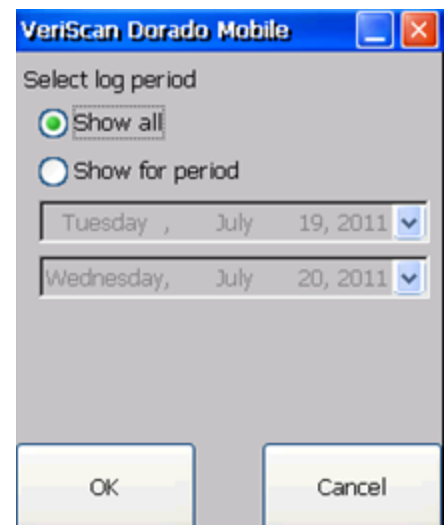 VeriScan Dorado Mobile
Select log period
Show all
Show for period
Tuesday , July 19, 2011
Wednesday, July 20, 2011
OK Cancel